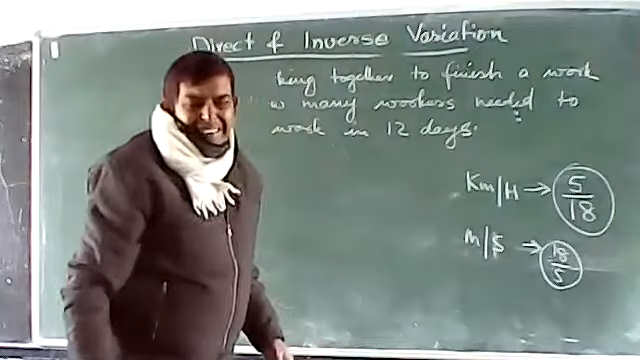 Direct & Inverse Variation
king together to finish a work
w many workers needed to
work in 12 days.
Km/H → 5/18
M/S → 18/5